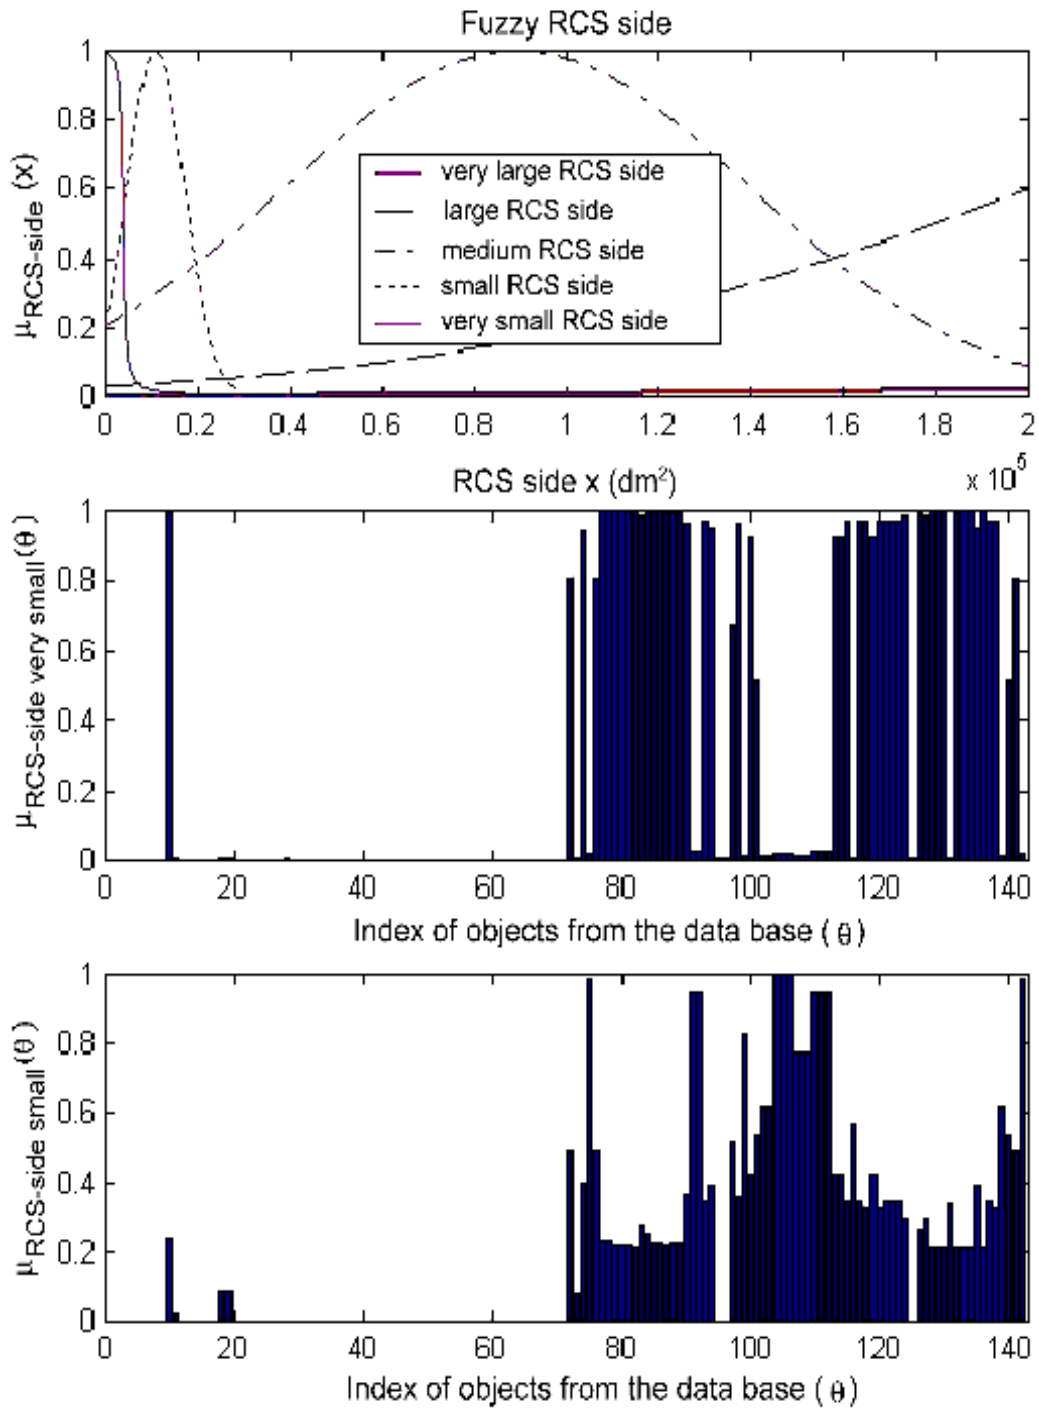 Fuzzy RCS side
1
0.8
0.6
0.4
0.2
0
μRCS-side (x)
very large RCS side
large RCS side
medium RCS side
small RCS side
very small RCS side
0 0.2 0.4 0.6 0.8 1 1.2 1.4 1.6 1.8 2
RCS side x (dm²)
x 10⁵
1
0.8
0.6
0.4
0.2
0
μRCS-side very small(θ)
0 20 40 60 80 100 120 140
Index of objects from the data base ( θ )
1
0.8
0.6
0.4
0.2
0
μRCS-side small(θ)
0 20 40 60 80 100 120 140
Index of objects from the data base ( θ )